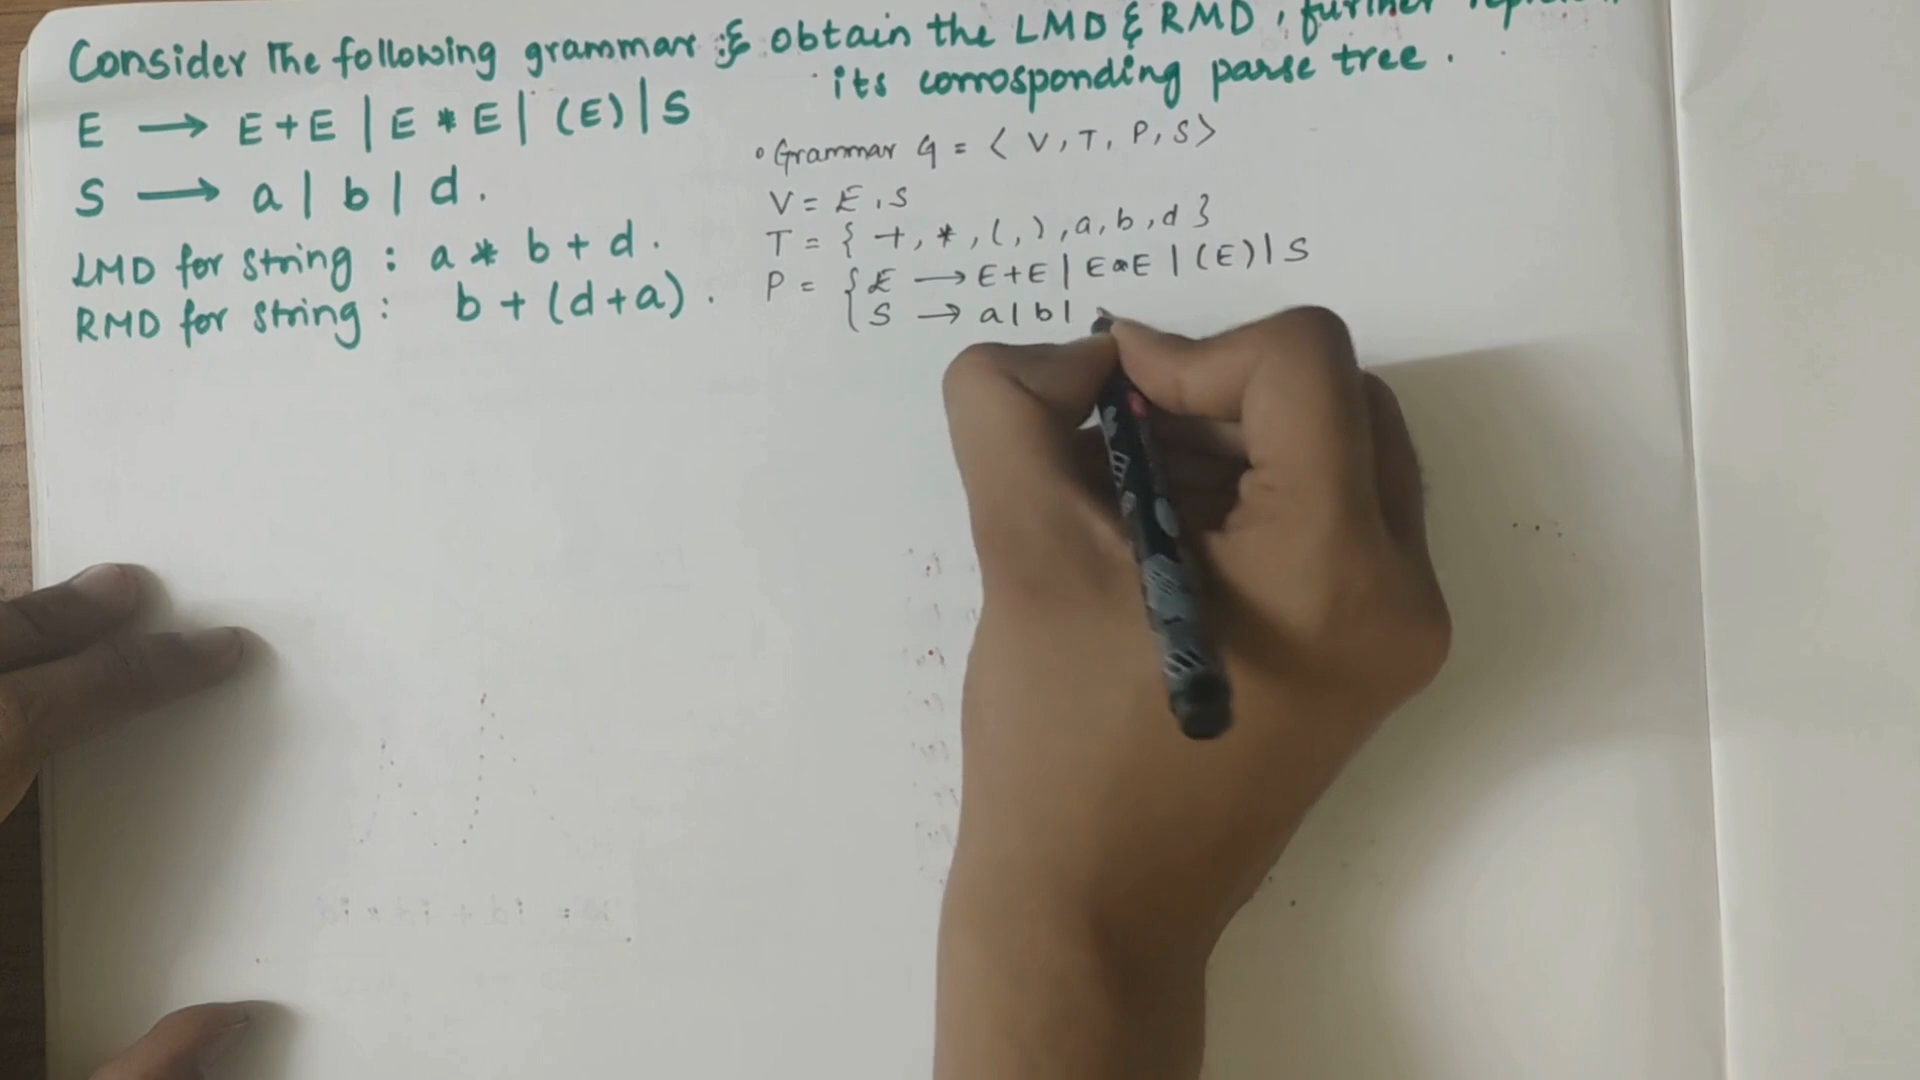 Consider The following grammar & obtain the LMD & RMD, further
its corrosponding parse tree.
E → E+E | E * E | (E) | S
S → a | b | d.
LMD for string : a * b + d.
RMD for string : b + (d+a).
• Grammar G = < V, T, P, S>
V = E, S
T = { +, *, (, ), a, b, d }
P = { E → E+E | E*E | (E) | S
S → a | b |